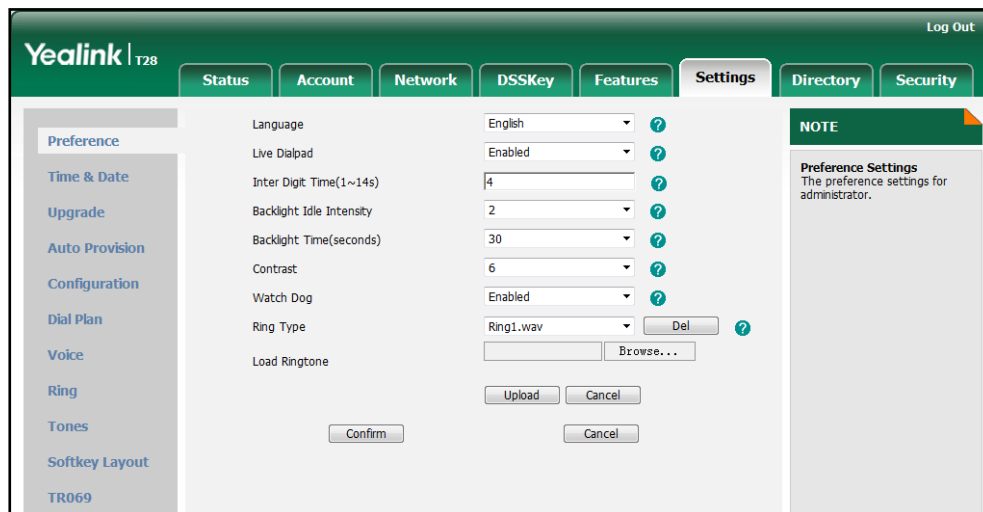 Log Out
Yealink T28
Status Account Network DSSKey Features Settings Directory Security
Preference
Time & Date
Upgrade
Auto Provision
Configuration
Dial Plan
Voice
Ring
Tones
Softkey Layout
TR069
Language English ?
Live Dialpad Enabled ?
Inter Digit Time(1~14s) 4 ?
Backlight Idle Intensity 2 ?
Backlight Time(seconds) 30 ?
Contrast 6 ?
Watch Dog Enabled ?
Ring Type Ring1.wav Del ?
Load Ringtone Browse...
Upload Cancel
Confirm Cancel
NOTE
Preference Settings
The preference settings for
administrator.